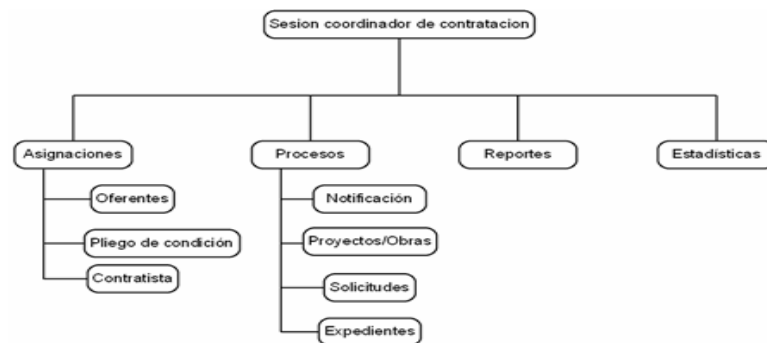 Sesion coordinador de contratacion
Asignaciones
Procesos
Reportes
Estadísticas
Oferentes
Pliego de condición
Contratista
Notificación
Proyectos/Obras
Solicitudes
Expedientes